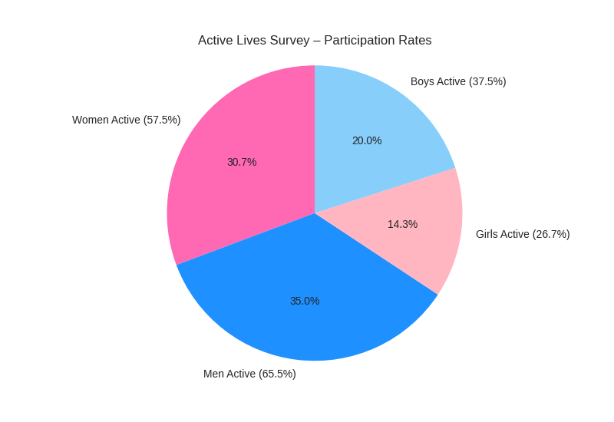 Active Lives Survey – Participation Rates
Boys Active (37.5%)
Women Active (57.5%)
20.0%
30.7%
14.3%
Girls Active (26.7%)
35.0%
Men Active (65.5%)